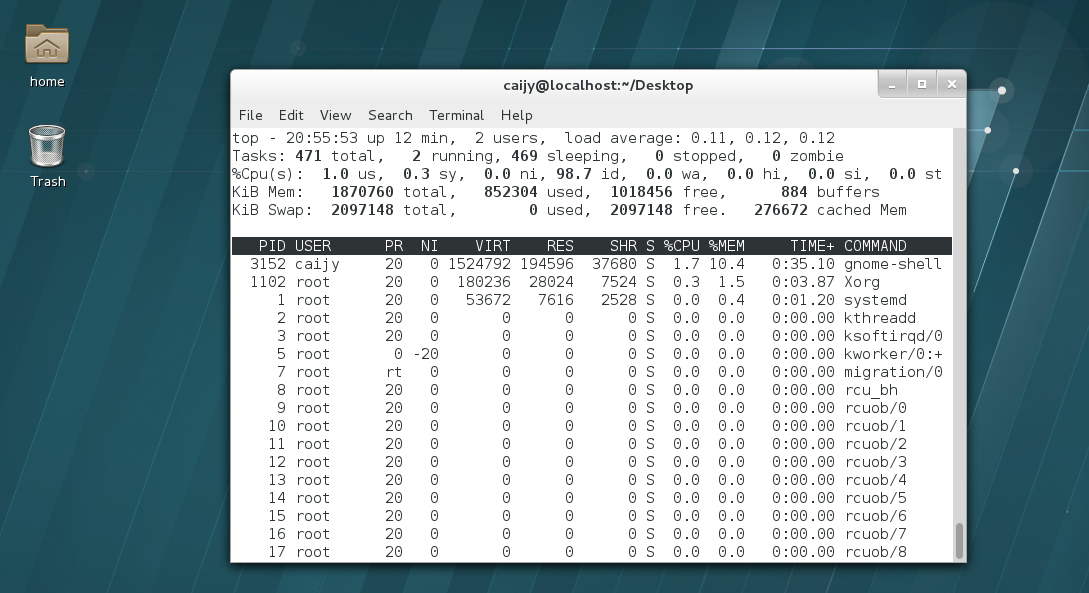 home
Trash
caijy@localhost:~/Desktop
File Edit View Search Terminal Help
top - 20:55:53 up 12 min,  2 users,  load average: 0.11, 0.12, 0.12
Tasks: 471 total,   2 running, 469 sleeping,   0 stopped,   0 zombie
%Cpu(s):  1.0 us,  0.3 sy,  0.0 ni, 98.7 id,  0.0 wa,  0.0 hi,  0.0 si,  0.0 st
KiB Mem:   1870760 total,   852304 used,  1018456 free,      884 buffers
KiB Swap:  2097148 total,        0 used,  2097148 free.   276672 cached Mem
PID USER      PR  NI    VIRT    RES    SHR S %CPU %MEM     TIME+ COMMAND
3152 caijy     20   0 1524792 194596  37680 S  1.7 10.4   0:35.10 gnome-shell
1102 root      20   0  180236  28024   7524 S  0.3  1.5   0:03.87 Xorg
1 root      20   0   53672   7616   2528 S  0.0  0.4   0:01.20 systemd
2 root      20   0       0      0      0 S  0.0  0.0   0:00.00 kthreadd
3 root      20   0       0      0      0 S  0.0  0.0   0:00.00 ksoftirqd/0
5 root       0 -20       0      0      0 S  0.0  0.0   0:00.00 kworker/0:+
7 root      rt   0       0      0      0 S  0.0  0.0   0:00.00 migration/0
8 root      20   0       0      0      0 S  0.0  0.0   0:00.00 rcu_bh
9 root      20   0       0      0      0 S  0.0  0.0   0:00.00 rcuob/0
10 root      20   0       0      0      0 S  0.0  0.0   0:00.00 rcuob/1
11 root      20   0       0      0      0 S  0.0  0.0   0:00.00 rcuob/2
12 root      20   0       0      0      0 S  0.0  0.0   0:00.00 rcuob/3
13 root      20   0       0      0      0 S  0.0  0.0   0:00.00 rcuob/4
14 root      20   0       0      0      0 S  0.0  0.0   0:00.00 rcuob/5
15 root      20   0       0      0      0 S  0.0  0.0   0:00.00 rcuob/6
16 root      20   0       0      0      0 S  0.0  0.0   0:00.00 rcuob/7
17 root      20   0       0      0      0 S  0.0  0.0   0:00.00 rcuob/8